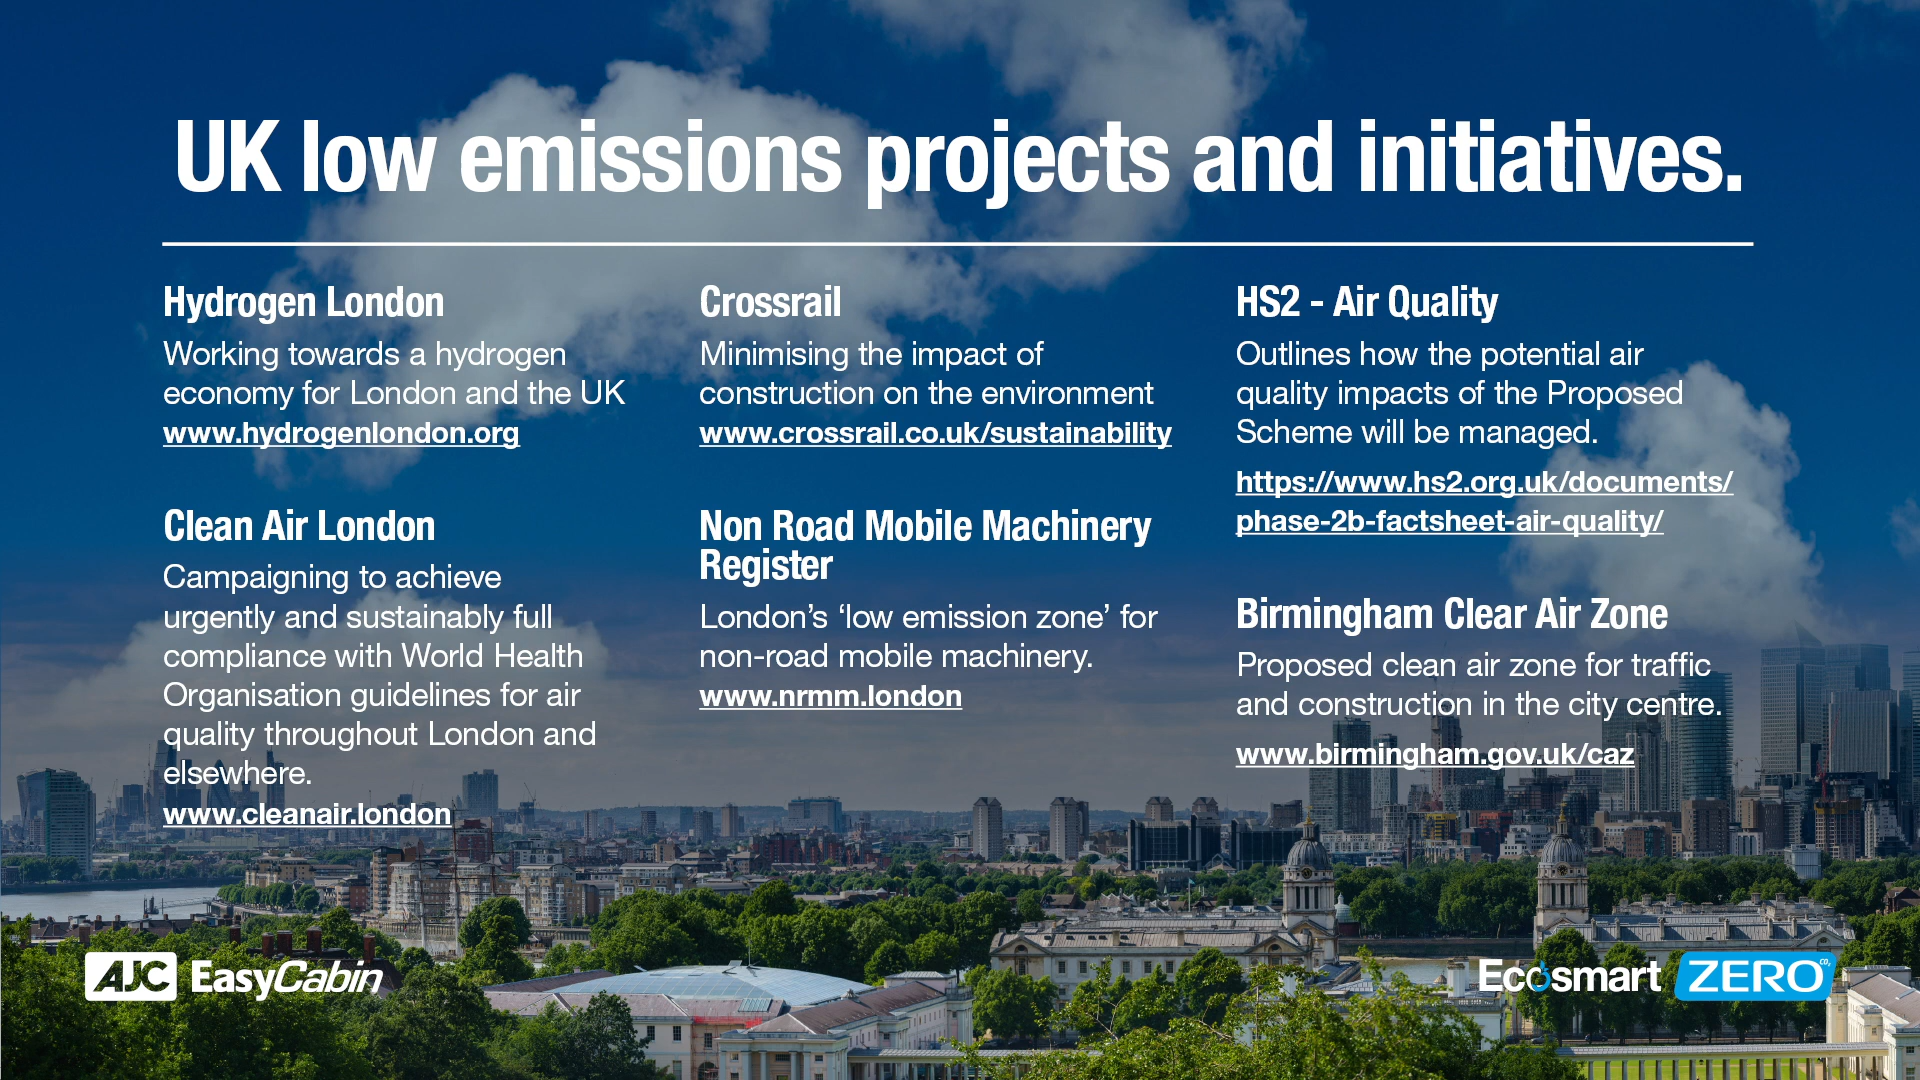 UK low emissions projects and initiatives.
Hydrogen London
Working towards a hydrogen
economy for London and the UK
www.hydrogenlondon.org
Clean Air London
Campaigning to achieve
urgently and sustainably full
compliance with World Health
Organisation guidelines for air
quality throughout London and
elsewhere.
www.cleanair.london
Crossrail
Minimising the impact of
construction on the environment
www.crossrail.co.uk/sustainability
Non Road Mobile Machinery
Register
London’s ‘low emission zone’ for
non-road mobile machinery.
www.nrmm.london
HS2 - Air Quality
Outlines how the potential air
quality impacts of the Proposed
Scheme will be managed.
https://www.hs2.org.uk/documents/
phase-2b-factsheet-air-quality/
Birmingham Clear Air Zone
Proposed clean air zone for traffic
and construction in the city centre.
www.birmingham.gov.uk/caz
AJC EasyCabin
Ecosmart ZERO CO₂